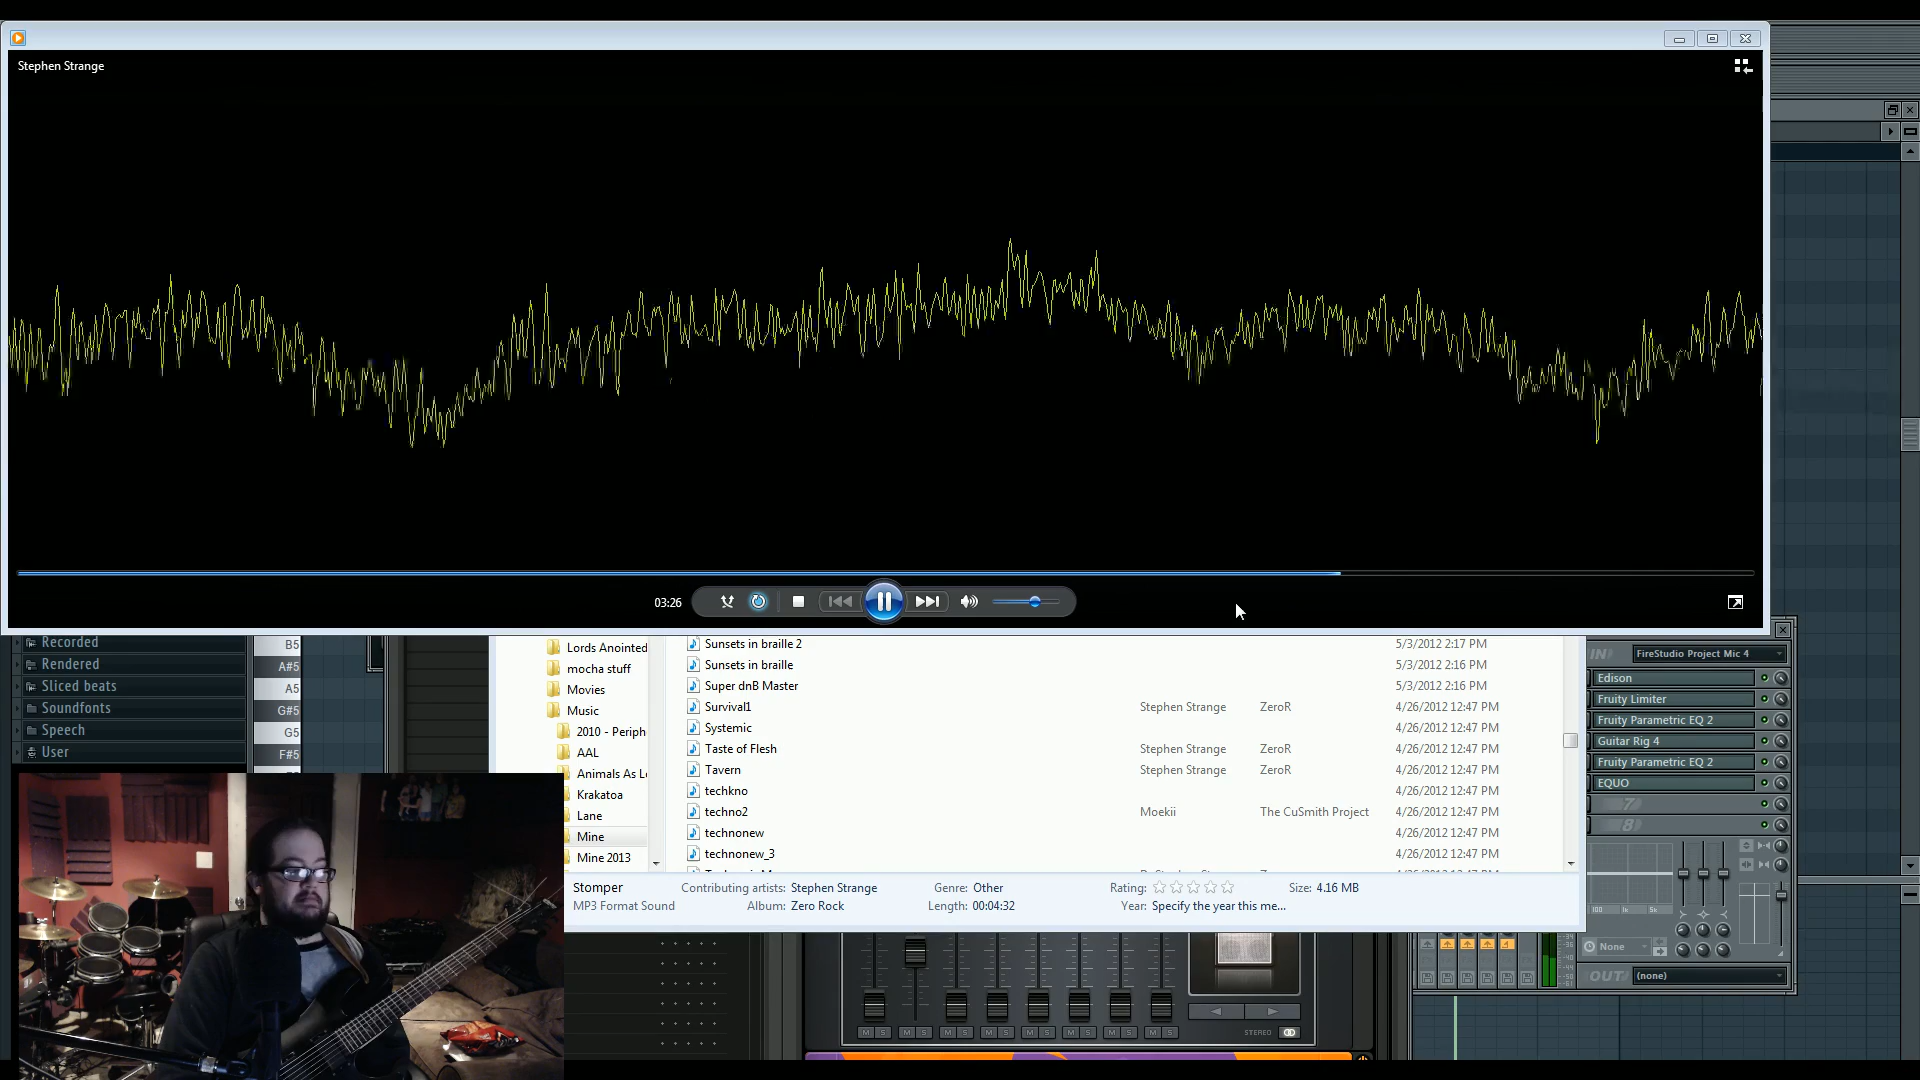 Stephen Strange
03:26
Recorded
Rendered
Sliced beats
Soundfonts
Speech
User
B5
A#5
A5
G#5
G5
F#5
Lords Anointed
mocha stuff
Movies
Music
2010 - Periph
AAL
Animals As Le
Krakatoa
Lane
Mine
Mine 2013
Sunsets in braille 2 5/3/2012 2:17 PM
Sunsets in braille 5/3/2012 2:16 PM
Super dnB Master 5/3/2012 2:16 PM
Survival1 Stephen Strange ZeroR 4/26/2012 12:47 PM
Systemic 4/26/2012 12:47 PM
Taste of Flesh Stephen Strange ZeroR 4/26/2012 12:47 PM
Tavern Stephen Strange ZeroR 4/26/2012 12:47 PM
techkno 4/26/2012 12:47 PM
techno2 Moekii The CuSmith Project 4/26/2012 12:47 PM
technonew 4/26/2012 12:47 PM
technonew_3 4/26/2012 12:47 PM
Stomper Contributing artists: Stephen Strange Genre: Other Rating: Size: 4.16 MB
MP3 Format Sound Album: Zero Rock Length: 00:04:32 Year: Specify the year this me...
IN FireStudio Project Mic 4
Edison
Fruity Limiter
Fruity Parametric EQ 2
Guitar Rig 4
Fruity Parametric EQ 2
EQUO
7
8
100 1k 5k
None
OUT (none)
M S M S M S M S M S M S M S M S
STEREO